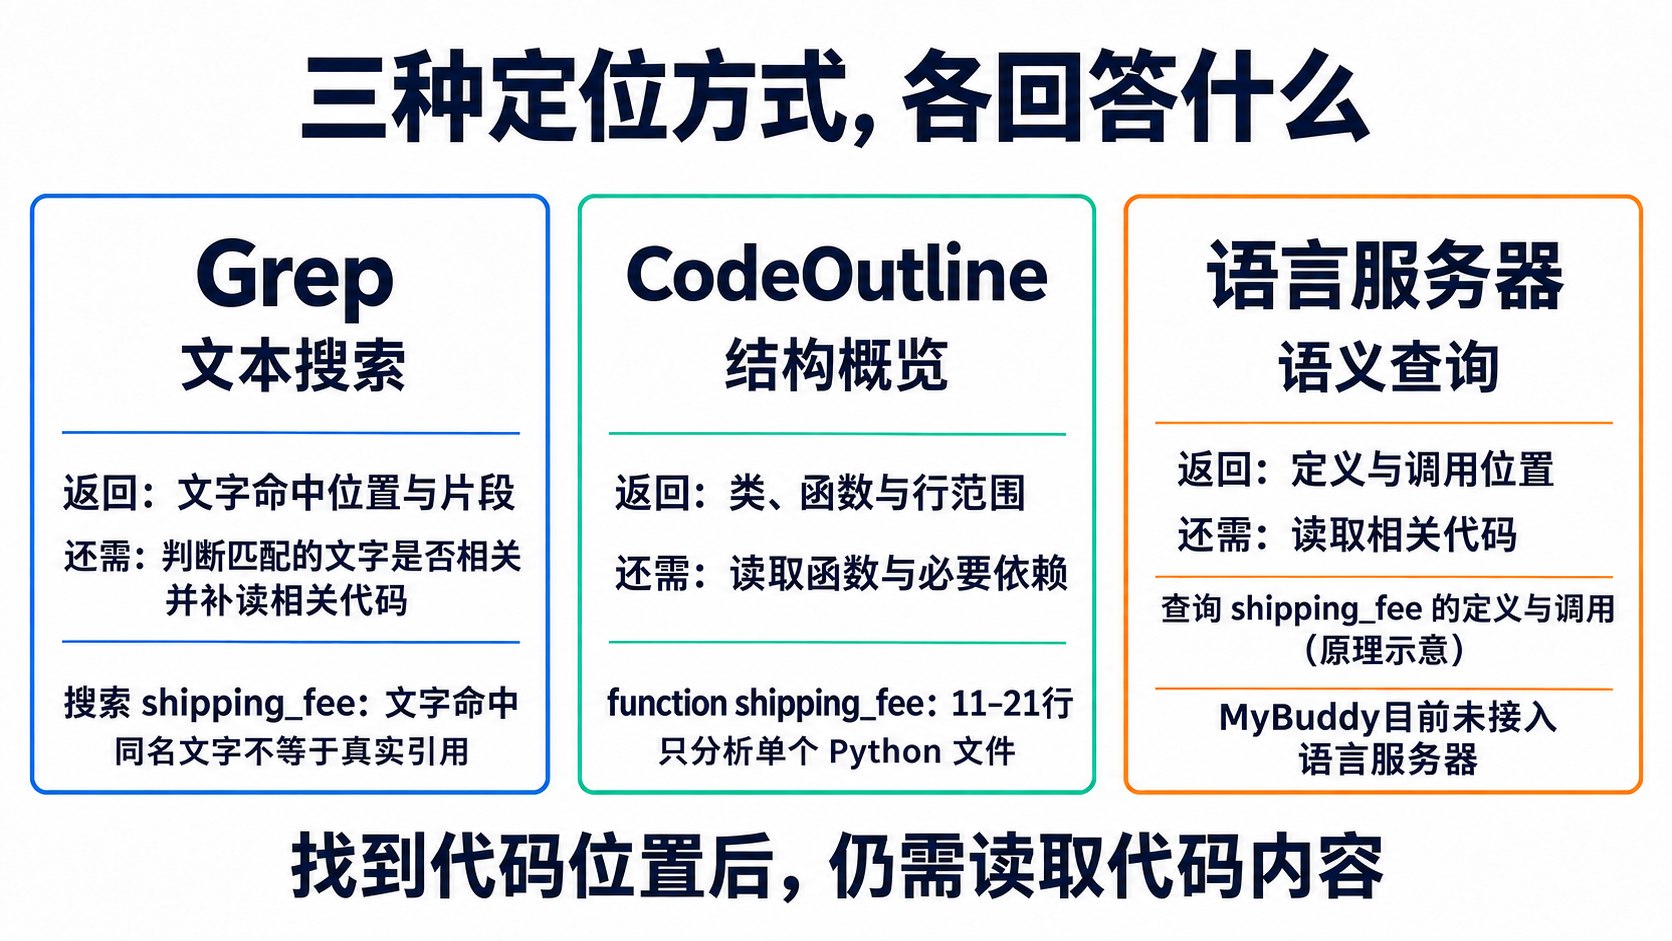 三种定位方式，各回答什么
Grep
文本搜索
返回：文字命中位置与片段
还需：判断匹配的文字是否相关
并补读相关代码
搜索 shipping_fee：文字命中
同名文字不等于真实引用
CodeOutline
结构概览
返回：类、函数与行范围
还需：读取函数与必要依赖
function shipping_fee：11–21行
只分析单个 Python 文件
语言服务器
语义查询
返回：定义与调用位置
还需：读取相关代码
查询 shipping_fee 的定义与调用
（原理示意）
MyBuddy目前未接入
语言服务器
找到代码位置后，仍需读取代码内容